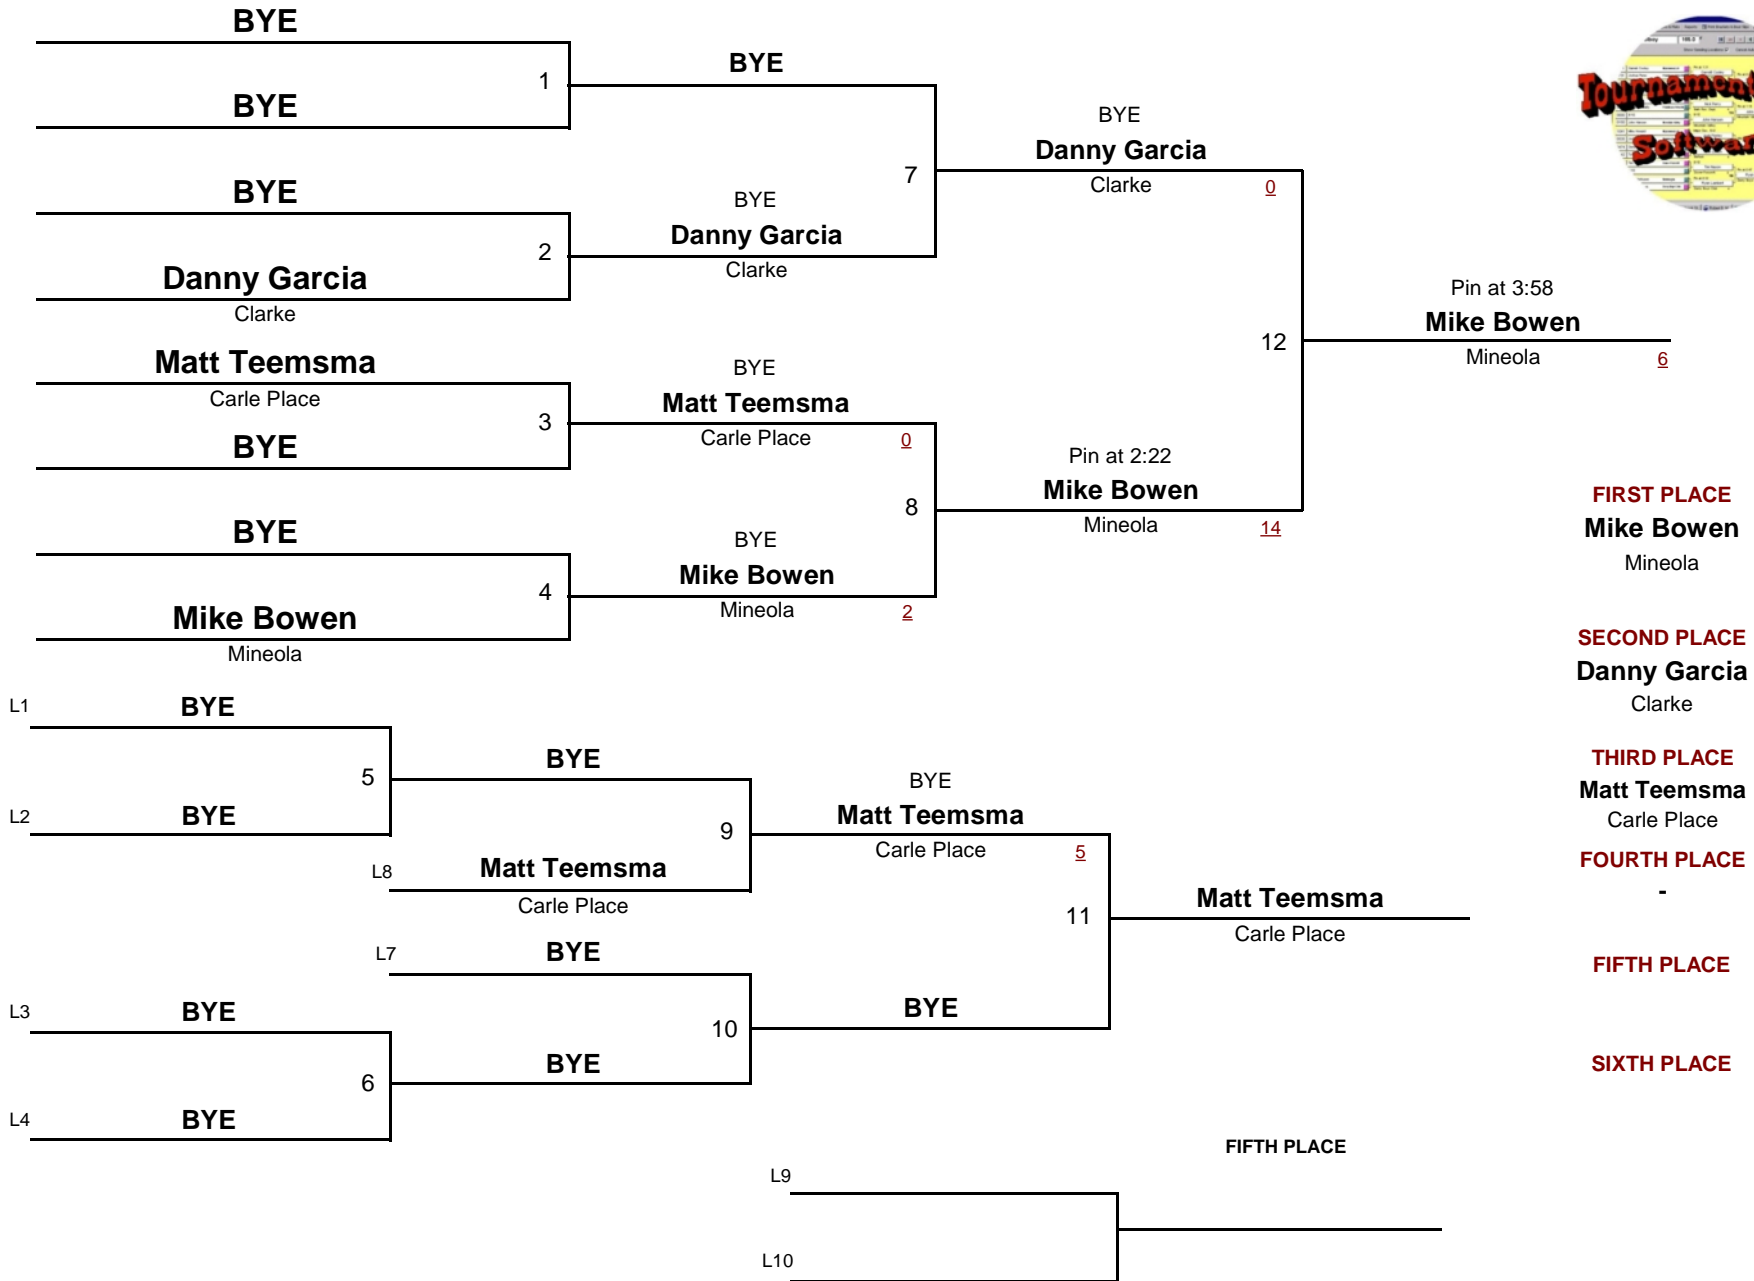 BYE
1
BYE
BYE
2
Danny Garcia
Clarke
Matt Teemsma
Carle Place
3
BYE
BYE
4
Mike Bowen
Mineola
BYE
7
BYE
Danny Garcia
Clarke
BYE
Matt Teemsma
Carle Place 0
8
BYE
Mike Bowen
Mineola 2
BYE
Danny Garcia
Clarke 0
12
Pin at 2:22
Mike Bowen
Mineola 14
Pin at 3:58
Mike Bowen
Mineola 6
Tournament
Softwar
FIRST PLACE
Mike Bowen
Mineola
SECOND PLACE
Danny Garcia
Clarke
THIRD PLACE
Matt Teemsma
Carle Place
FOURTH PLACE
-
FIFTH PLACE
SIXTH PLACE
L1 BYE
5
L2 BYE
BYE
9
L8 Matt Teemsma
Carle Place
L7 BYE
10
L3 BYE
6
BYE
L4 BYE
BYE
Matt Teemsma
Carle Place 5
11
BYE
Matt Teemsma
Carle Place
FIFTH PLACE
L9
L10